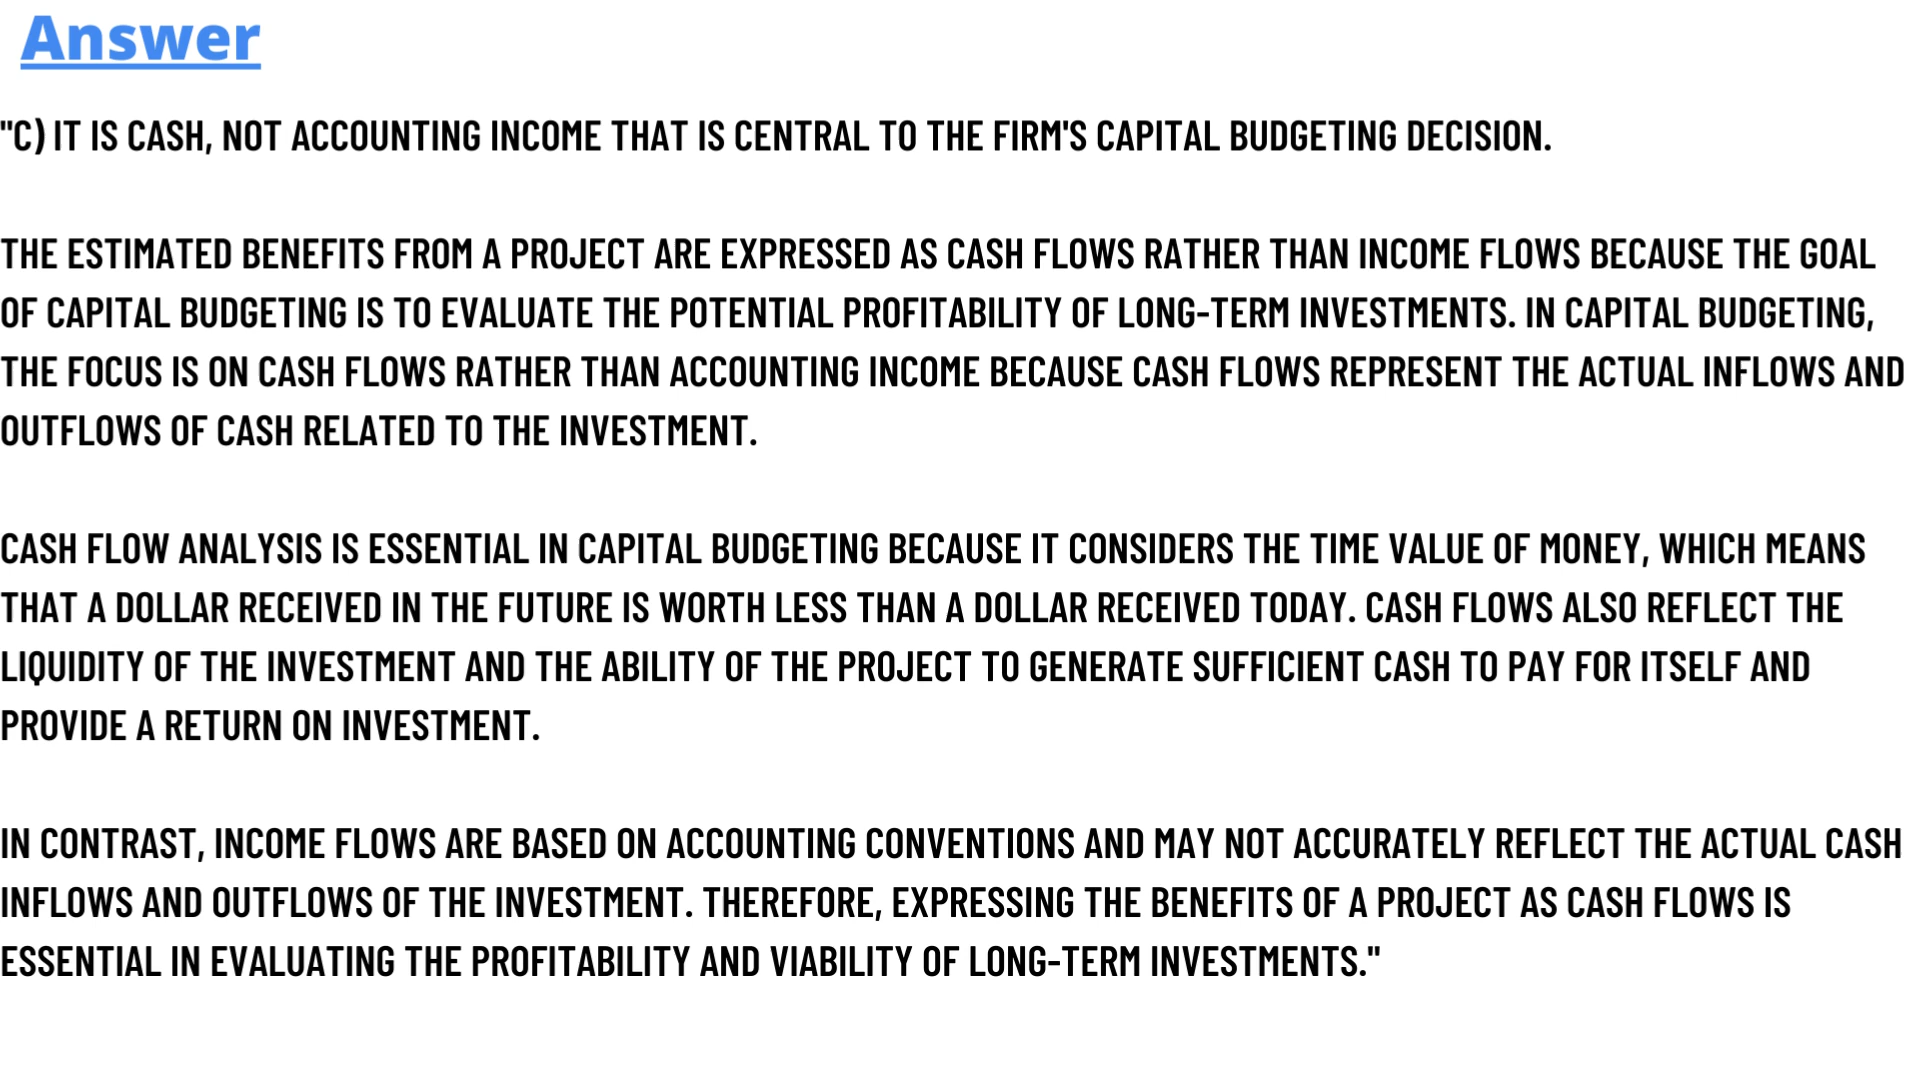 Answer
"C) IT IS CASH, NOT ACCOUNTING INCOME THAT IS CENTRAL TO THE FIRM'S CAPITAL BUDGETING DECISION.
THE ESTIMATED BENEFITS FROM A PROJECT ARE EXPRESSED AS CASH FLOWS RATHER THAN INCOME FLOWS BECAUSE THE GOAL
OF CAPITAL BUDGETING IS TO EVALUATE THE POTENTIAL PROFITABILITY OF LONG-TERM INVESTMENTS. IN CAPITAL BUDGETING,
THE FOCUS IS ON CASH FLOWS RATHER THAN ACCOUNTING INCOME BECAUSE CASH FLOWS REPRESENT THE ACTUAL INFLOWS AND
OUTFLOWS OF CASH RELATED TO THE INVESTMENT.
CASH FLOW ANALYSIS IS ESSENTIAL IN CAPITAL BUDGETING BECAUSE IT CONSIDERS THE TIME VALUE OF MONEY, WHICH MEANS
THAT A DOLLAR RECEIVED IN THE FUTURE IS WORTH LESS THAN A DOLLAR RECEIVED TODAY. CASH FLOWS ALSO REFLECT THE
LIQUIDITY OF THE INVESTMENT AND THE ABILITY OF THE PROJECT TO GENERATE SUFFICIENT CASH TO PAY FOR ITSELF AND
PROVIDE A RETURN ON INVESTMENT.
IN CONTRAST, INCOME FLOWS ARE BASED ON ACCOUNTING CONVENTIONS AND MAY NOT ACCURATELY REFLECT THE ACTUAL CASH
INFLOWS AND OUTFLOWS OF THE INVESTMENT. THEREFORE, EXPRESSING THE BENEFITS OF A PROJECT AS CASH FLOWS IS
ESSENTIAL IN EVALUATING THE PROFITABILITY AND VIABILITY OF LONG-TERM INVESTMENTS."